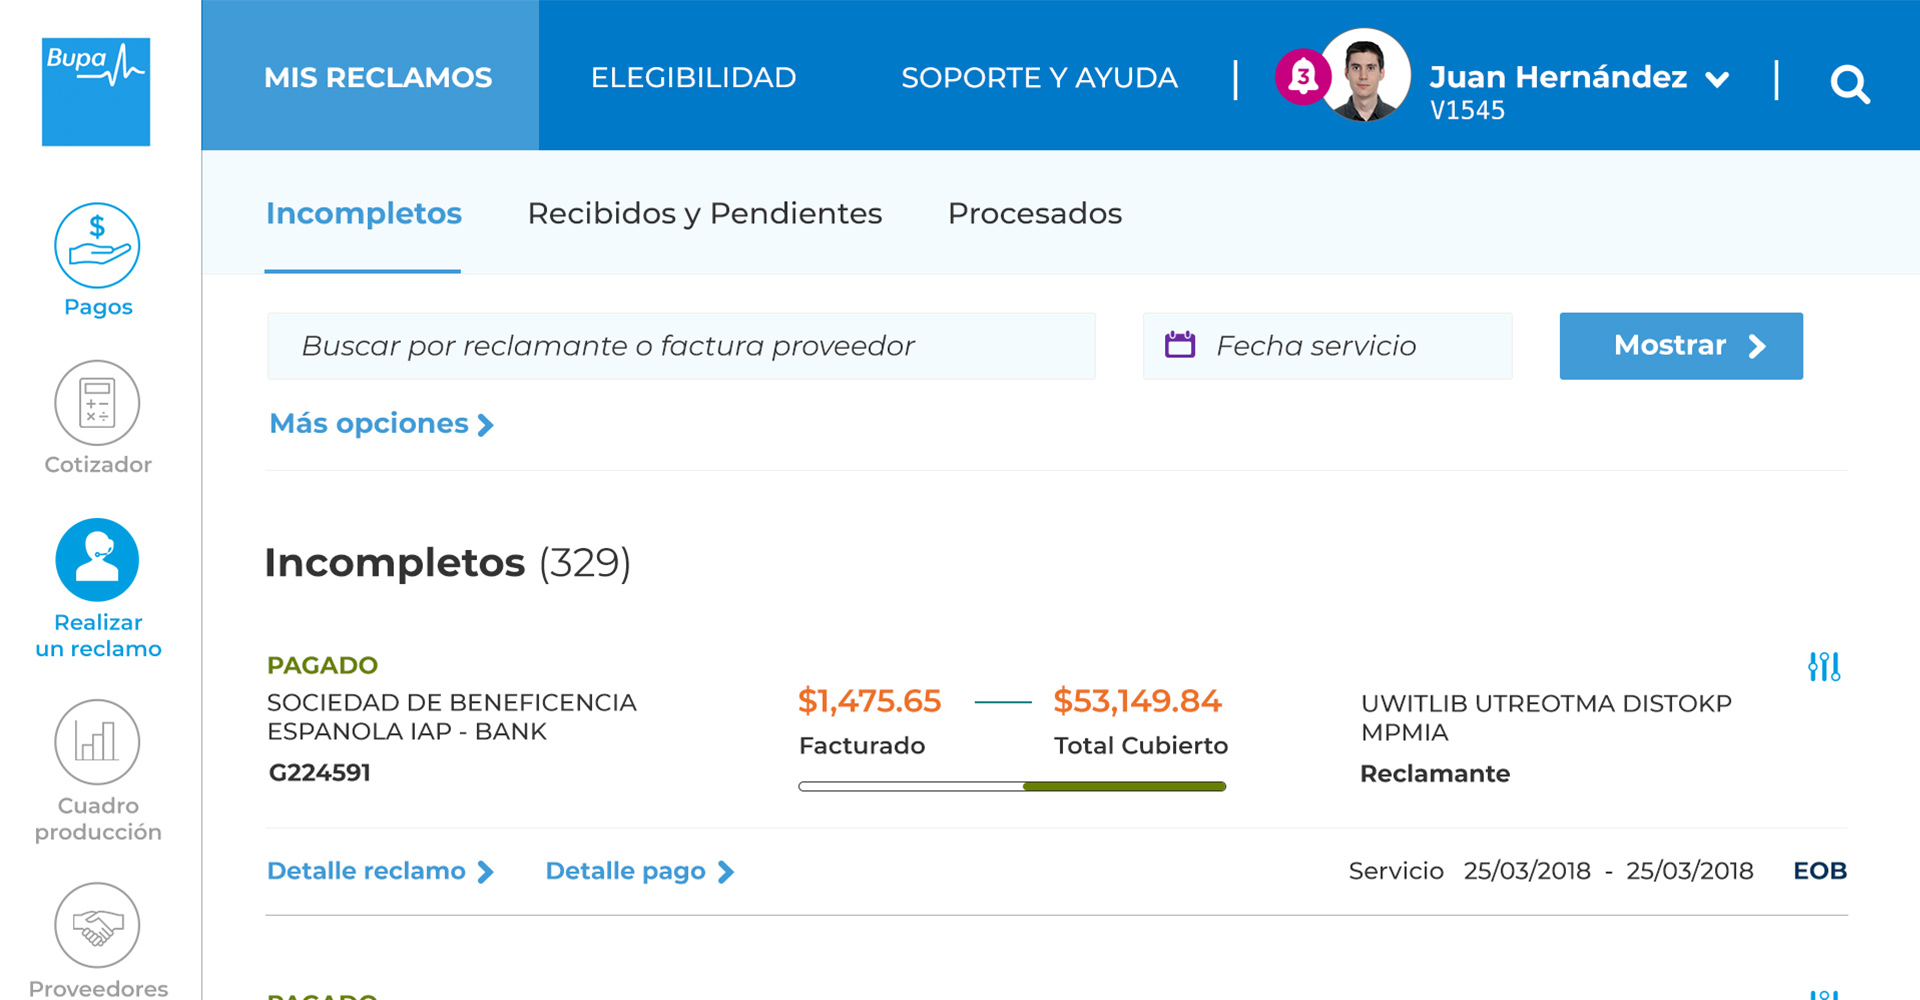 Bupa
MIS RECLAMOS
ELEGIBILIDAD
SOPORTE Y AYUDA
3
Juan Hernández
V1545
Incompletos
Recibidos y Pendientes
Procesados
$
Pagos
Buscar por reclamante o factura proveedor
Fecha servicio
Mostrar
Más opciones
Cotizador
Incompletos (329)
Realizar
un reclamo
PAGADO
SOCIEDAD DE BENEFICENCIA
ESPANOLA IAP - BANK
G224591
$1,475.65
Facturado
$53,149.84
Total Cubierto
UWITLIB UTREOTMA DISTOKP
MPMIA
Reclamante
Cuadro
producción
Detalle reclamo
Detalle pago
Servicio 25/03/2018 - 25/03/2018
EOB
Proveedores
PAGADO